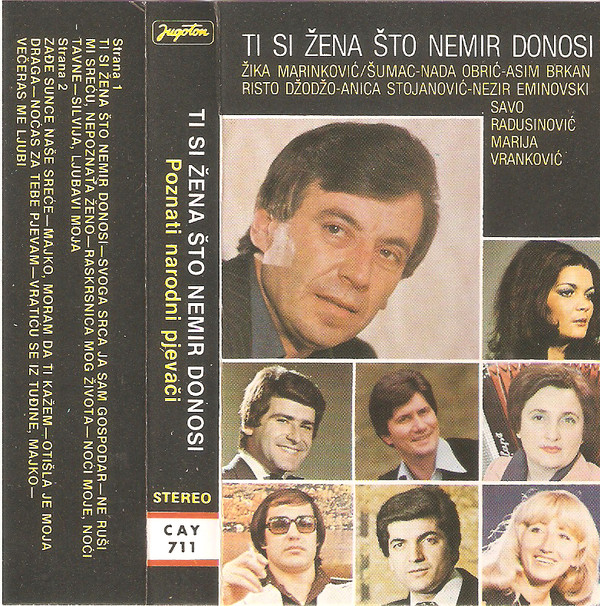 Strana 1
TI SI ŽENA ŠTO NEMIR DONOSI—SVOGA SRCA JA SAM GOSPODAR—NE RUŠI
MI SREĆU, NEPOZNATA ŽENO—RASKRSNICA MOG ŽIVOTA—NOĆI MOJE, NOĆI
TAVNE—SILVIJA, LJUBAVI MOJA
Strana 2
ZAĐE SUNCE NAŠE SREĆE—MAJKO, MORAM DA TI KAŽEM—OTIŠLA JE MOJA
DRAGA—NOĆAS ZA TEBE PJEVAM—VRATIĆU SE IZ TUĐINE, MAJKO—
VEČERAS ME LJUBI
Jugoton
TI SI ŽENA ŠTO NEMIR DONOSI
Poznati narodni pjevači
STEREO
CAY
711
TI SI ŽENA ŠTO NEMIR DONOSI
ŽIKA MARINKOVIĆ/ŠUMAC-NADA OBRIĆ-ASIM BRKAN
RISTO DŽODŽO-ANICA STOJANOVIĆ-NEZIR EMINOVSKI
SAVO
RADUSINOVIĆ
MARIJA
VRANKOVIĆ